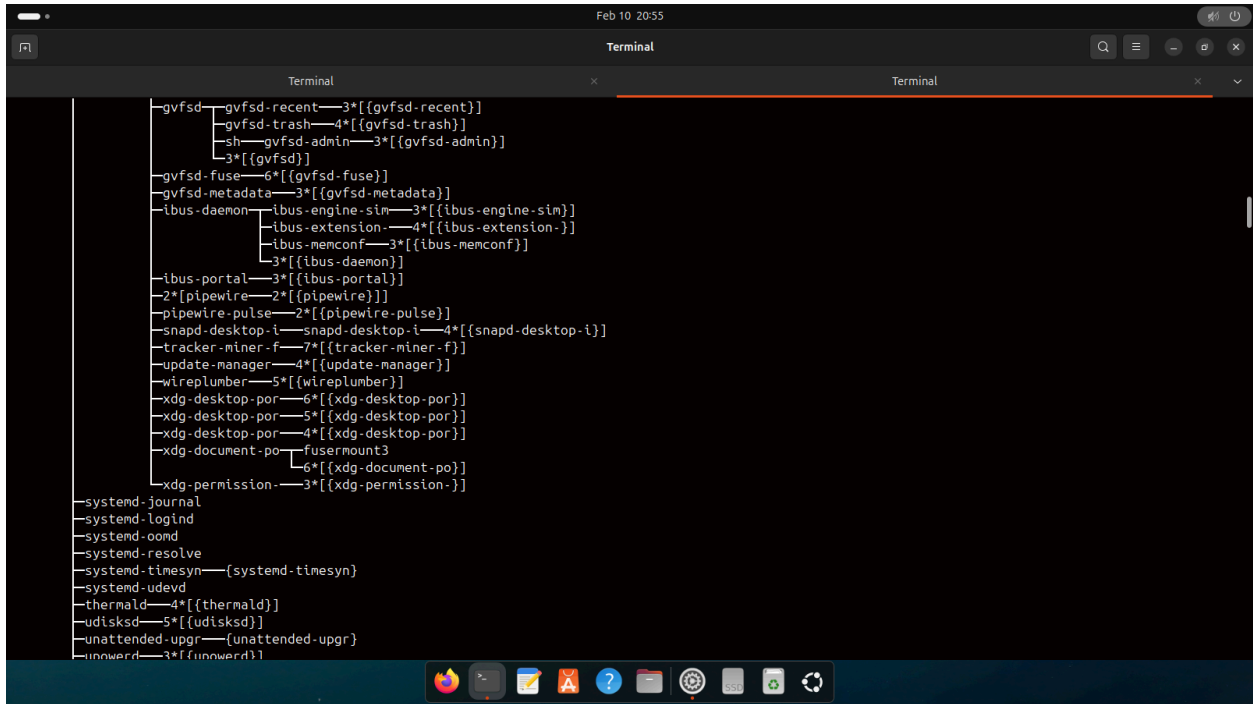 Feb 10 20:55
Terminal
Terminal
Terminal
├─gvfsd─┬─gvfsd-recent───3*[{gvfsd-recent}]
├─gvfsd-trash───4*[{gvfsd-trash}]
├─sh───gvfsd-admin───3*[{gvfsd-admin}]
└─3*[{gvfsd}]
├─gvfsd-fuse───6*[{gvfsd-fuse}]
├─gvfsd-metadata───3*[{gvfsd-metadata}]
├─ibus-daemon─┬─ibus-engine-sim───3*[{ibus-engine-sim}]
├─ibus-extension-───4*[{ibus-extension-}]
├─ibus-memconf───3*[{ibus-memconf}]
└─3*[{ibus-daemon}]
├─ibus-portal───3*[{ibus-portal}]
├─2*[pipewire───2*[{pipewire}]]
├─pipewire-pulse───2*[{pipewire-pulse}]
├─snapd-desktop-i───snapd-desktop-i───4*[{snapd-desktop-i}]
├─tracker-miner-f───7*[{tracker-miner-f}]
├─update-manager───4*[{update-manager}]
├─wireplumber───5*[{wireplumber}]
├─xdg-desktop-por───6*[{xdg-desktop-por}]
├─xdg-desktop-por───5*[{xdg-desktop-por}]
├─xdg-desktop-por───4*[{xdg-desktop-por}]
├─xdg-document-po─┬─fusermount3
└─6*[{xdg-document-po}]
└─xdg-permission-───3*[{xdg-permission-}]
├─systemd-journal
├─systemd-logind
├─systemd-oomd
├─systemd-resolve
├─systemd-timesyn───{systemd-timesyn}
├─systemd-udevd
├─thermald───4*[{thermald}]
├─udisksd───5*[{udisksd}]
├─unattended-upgr───{unattended-upgr}
├─upowerd───3*[{upowerd}]
SSD